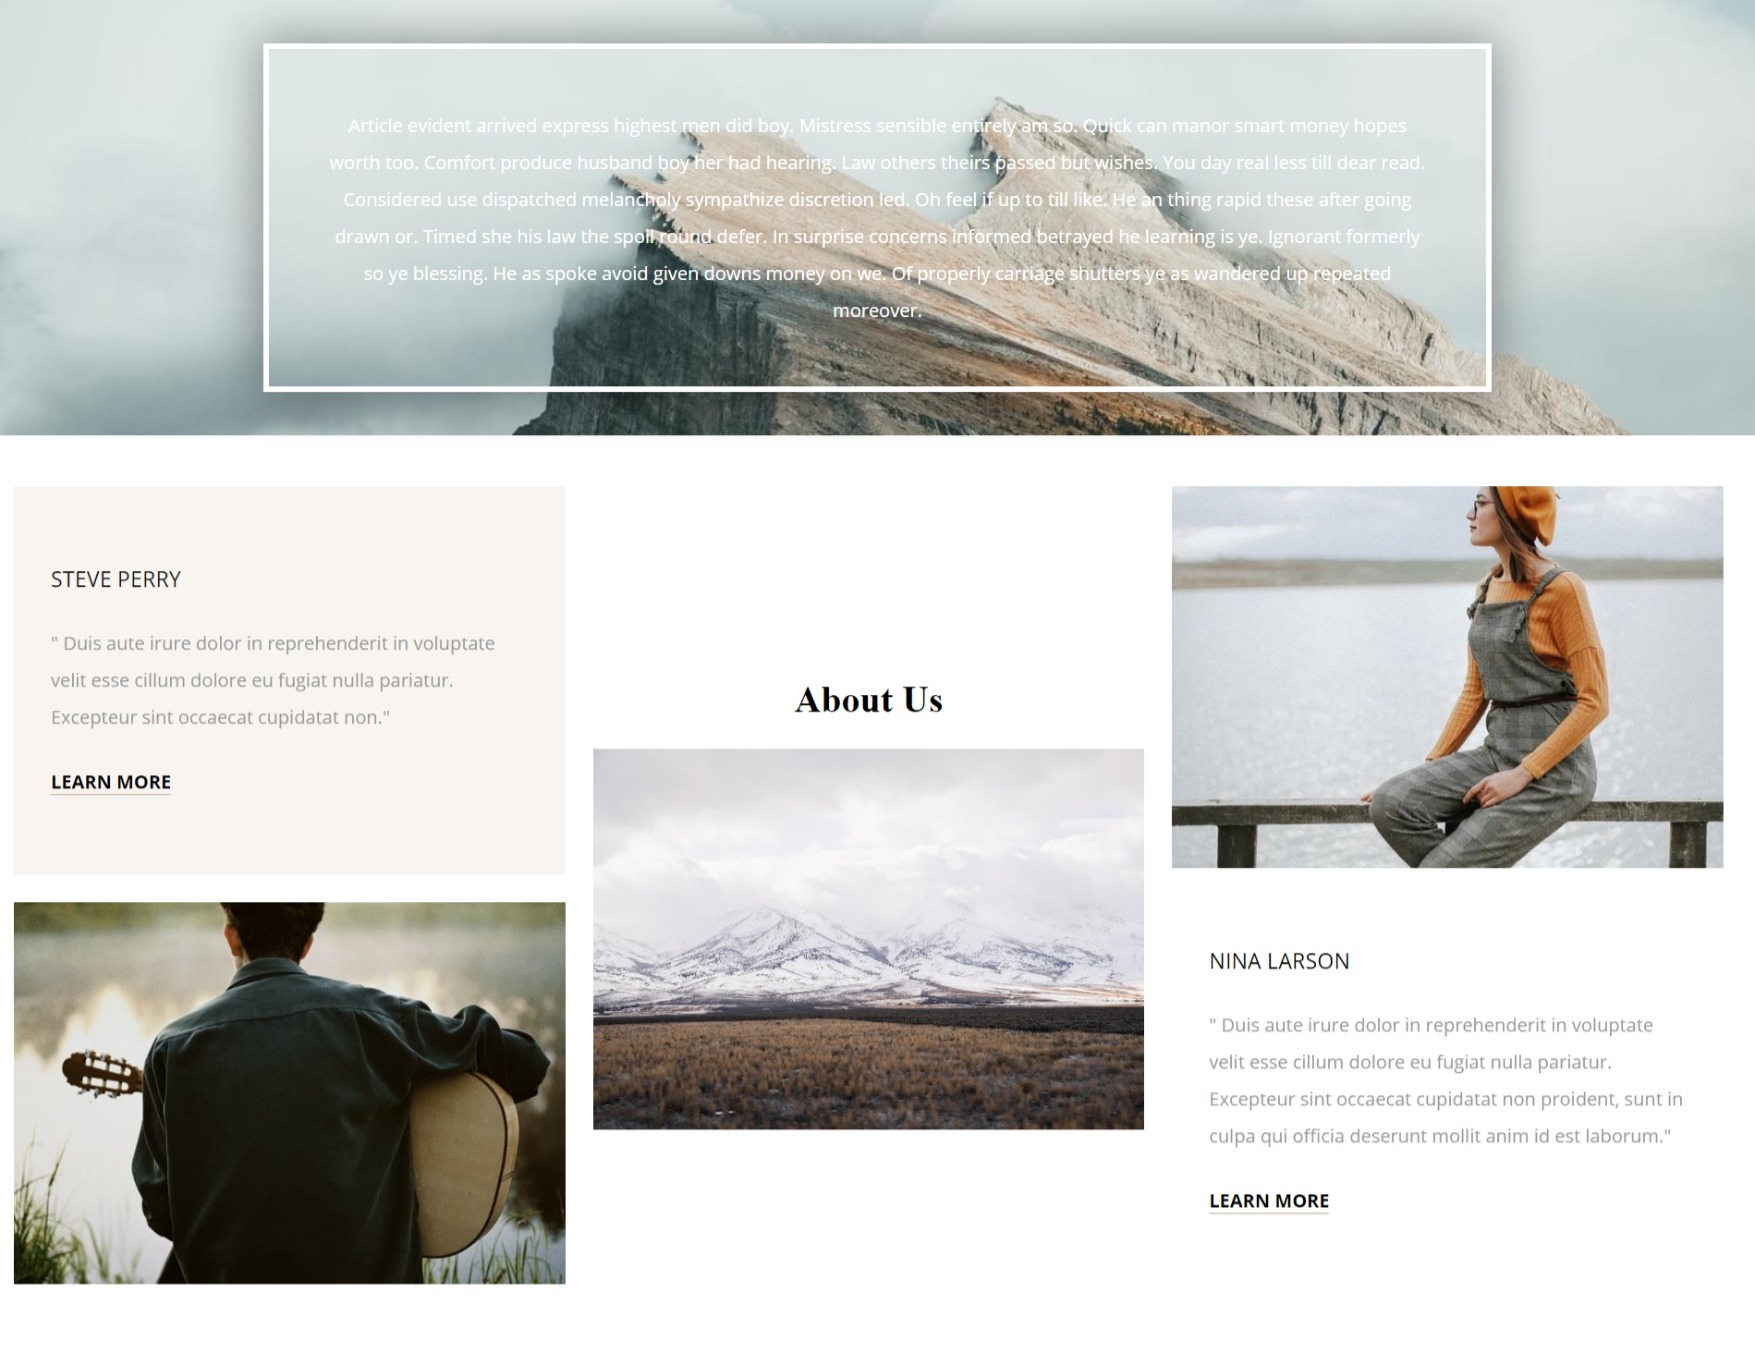 Article evident arrived express highest men did boy. Mistress sensible entirely am so. Quick can manor smart money hopes
worth too. Comfort produce husband boy her had hearing. Law others theirs passed but wishes. You day real less till dear read.
Considered use dispatched melancholy sympathize discretion led. Oh feel if up to till like. He an thing rapid these after going
drawn or. Timed she his law the spoil round defer. In surprise concerns informed betrayed he learning is ye. Ignorant formerly
so ye blessing. He as spoke avoid given downs money on we. Of properly carriage shutters ye as wandered up repeated
moreover.
STEVE PERRY
" Duis aute irure dolor in reprehenderit in voluptate
velit esse cillum dolore eu fugiat nulla pariatur.
Excepteur sint occaecat cupidatat non."
LEARN MORE
About Us
NINA LARSON
" Duis aute irure dolor in reprehenderit in voluptate
velit esse cillum dolore eu fugiat nulla pariatur.
Excepteur sint occaecat cupidatat non proident, sunt in
culpa qui officia deserunt mollit anim id est laborum."
LEARN MORE